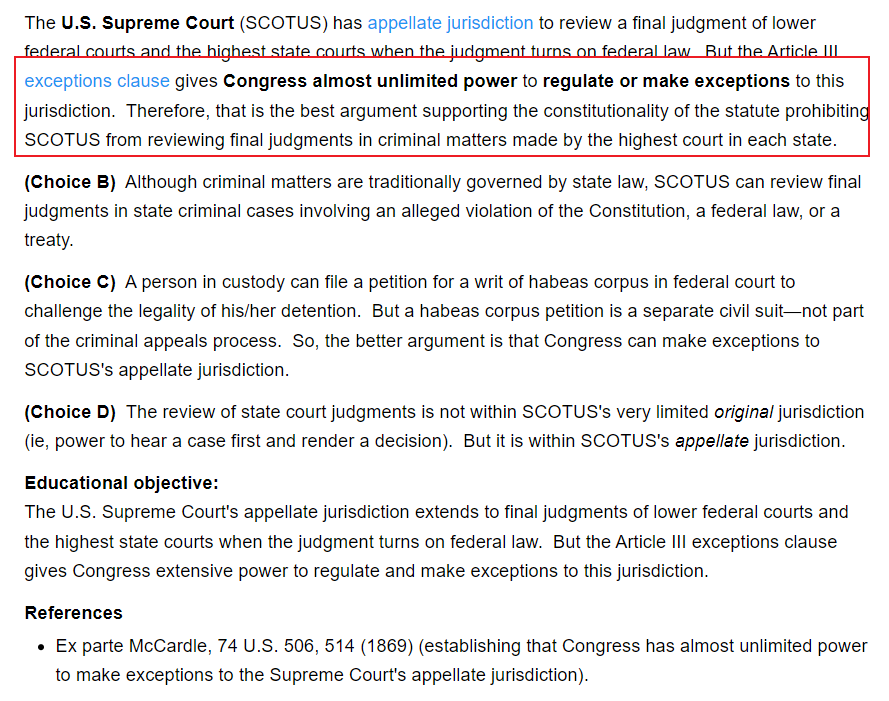 The U.S. Supreme Court (SCOTUS) has appellate jurisdiction to review a final judgment of lower
federal courts and the highest state courts when the judgment turns on federal law.  But the Article III
exceptions clause gives Congress almost unlimited power to regulate or make exceptions to this
jurisdiction.  Therefore, that is the best argument supporting the constitutionality of the statute prohibiting
SCOTUS from reviewing final judgments in criminal matters made by the highest court in each state.
(Choice B)  Although criminal matters are traditionally governed by state law, SCOTUS can review final
judgments in state criminal cases involving an alleged violation of the Constitution, a federal law, or a
treaty.
(Choice C)  A person in custody can file a petition for a writ of habeas corpus in federal court to
challenge the legality of his/her detention.  But a habeas corpus petition is a separate civil suit—not part
of the criminal appeals process.  So, the better argument is that Congress can make exceptions to
SCOTUS's appellate jurisdiction.
(Choice D)  The review of state court judgments is not within SCOTUS's very limited original jurisdiction
(ie, power to hear a case first and render a decision).  But it is within SCOTUS's appellate jurisdiction.
Educational objective:
The U.S. Supreme Court's appellate jurisdiction extends to final judgments of lower federal courts and
the highest state courts when the judgment turns on federal law.  But the Article III exceptions clause
gives Congress extensive power to regulate and make exceptions to this jurisdiction.
References
• Ex parte McCardle, 74 U.S. 506, 514 (1869) (establishing that Congress has almost unlimited power
to make exceptions to the Supreme Court's appellate jurisdiction).